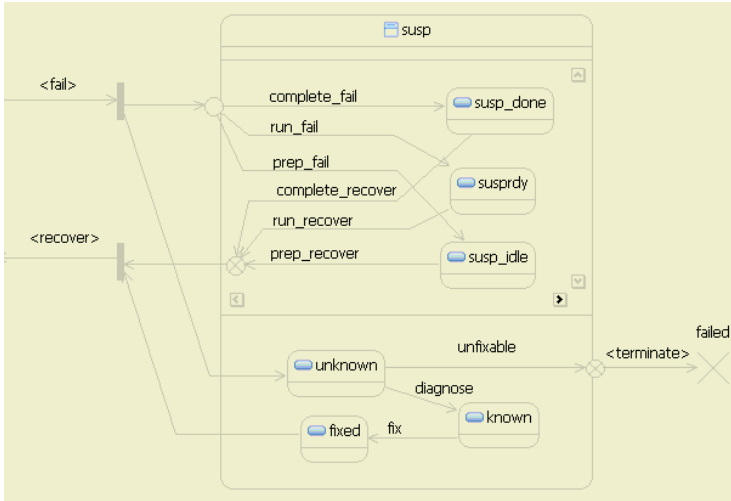 susp
<fail>
complete_fail
susp_done
run_fail
prep_fail
susprdy
complete_recover
run_recover
<recover>
prep_recover
susp_idle
failed
unfixable
<terminate>
unknown
diagnose
known
fix
fixed